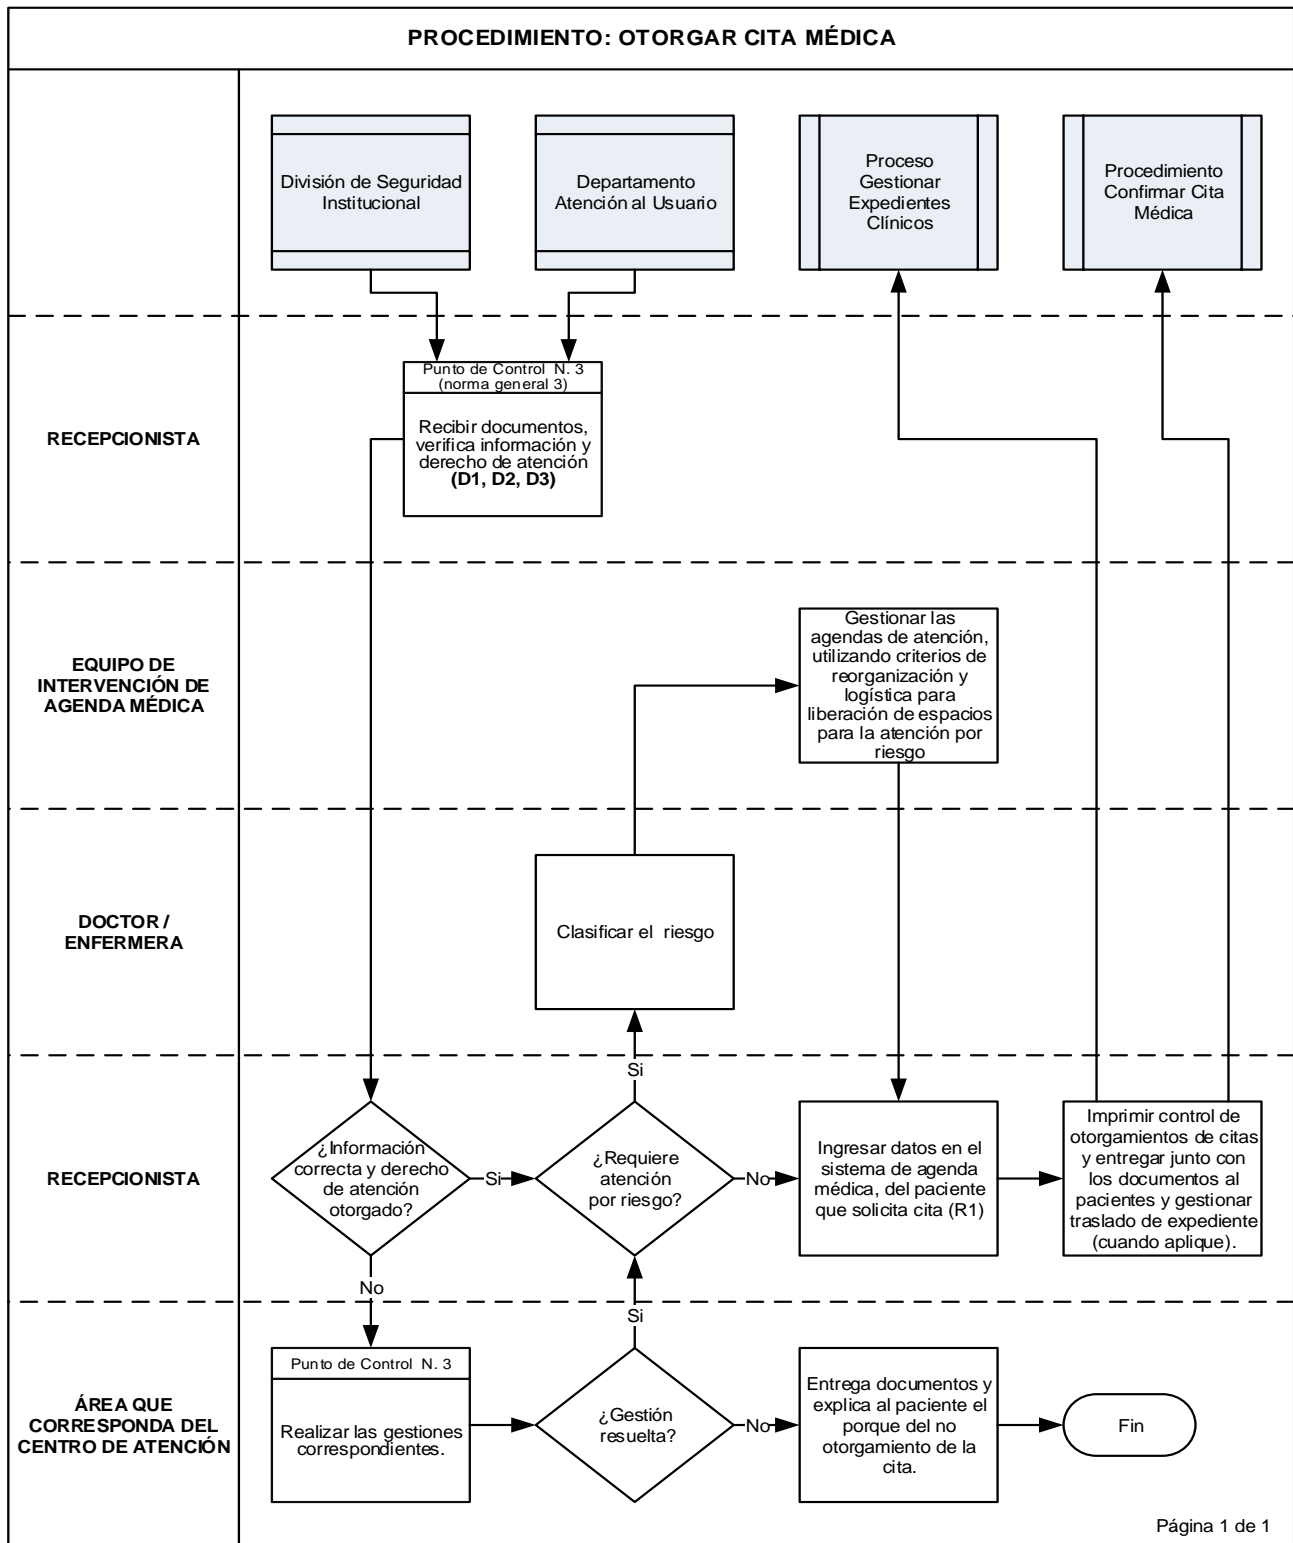 PROCEDIMIENTO: OTORGAR CITA MÉDICA
División de Seguridad
Institucional
Departamento
Atención al Usuario
Proceso
Gestionar
Expedientes
Clínicos
Procedimiento
Confirmar Cita
Médica
RECEPCIONISTA
Punto de Control N. 3
(norma general 3)
Recibir documentos,
verifica información y
derecho de atención
(D1, D2, D3)
EQUIPO DE
INTERVENCIÓN DE
AGENDA MÉDICA
Gestionar las
agendas de atención,
utilizando criterios de
reorganización y
logística para
liberación de espacios
para la atención por
riesgo
DOCTOR /
ENFERMERA
Clasificar el riesgo
RECEPCIONISTA
¿Información
correcta y derecho
de atención
otorgado?
Si
No
¿Requiere
atención
por riesgo?
Si
No
Ingresar datos en el
sistema de agenda
médica, del paciente
que solicita cita (R1)
Imprimir control de
otorgamientos de citas
y entregar junto con
los documentos al
pacientes y gestionar
traslado de expediente
(cuando aplique).
ÁREA QUE
CORRESPONDA DEL
CENTRO DE ATENCIÓN
Punto de Control N. 3
Realizar las gestiones
correspondientes.
¿Gestión
resuelta?
Si
No
Entrega documentos y
explica al paciente el
porque del no
otorgamiento de la
cita.
Fin
Página 1 de 1